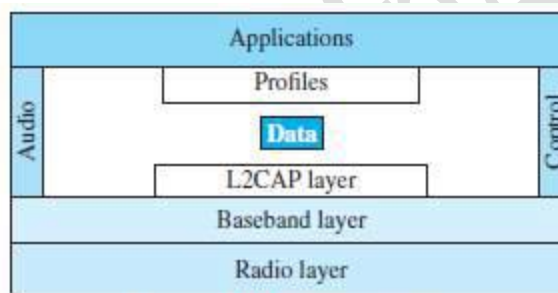 Applications
Profiles
Audio
Data
Control
L2CAP layer
Baseband layer
Radio layer